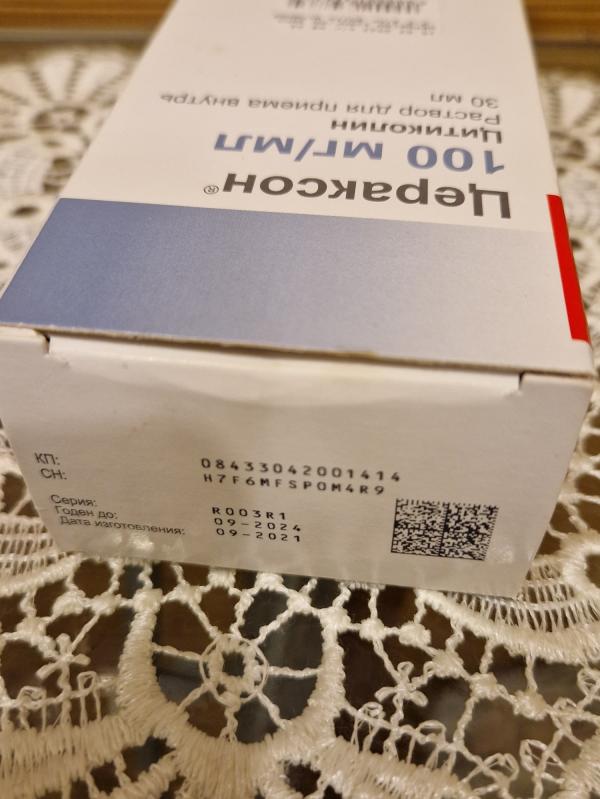 Цераксон®
100 мг/мл
Цитиколин
Раствор для приема внутрь
30 мл
КП: 08433042001414
СН: H7F6MFSP0M4R9
Серия: R003R1
Годен до: 09-2024
Дата изготовления: 09-2021